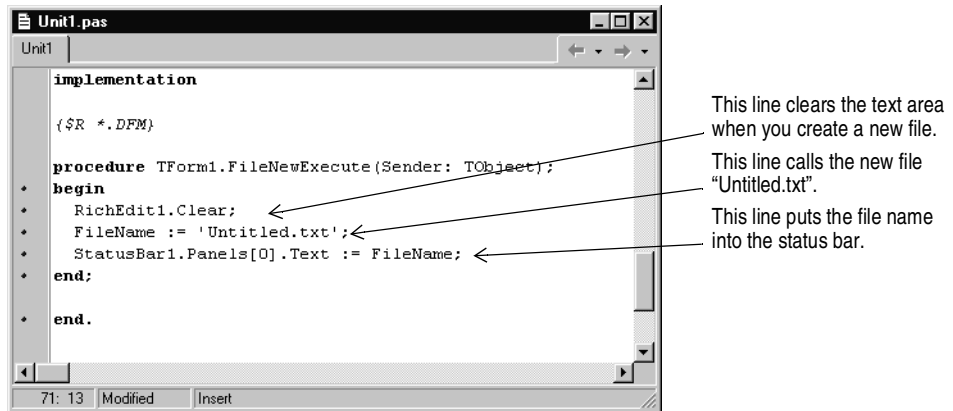 Unit1.pas
Unit1
implementation
{$R *.DFM}
procedure TForm1.FileNewExecute(Sender: TObject);
begin
RichEdit1.Clear;
FileName := 'Untitled.txt';
StatusBar1.Panels[0].Text := FileName;
end;
end.
71: 13 Modified Insert
This line clears the text area
when you create a new file.
This line calls the new file
“Untitled.txt”.
This line puts the file name
into the status bar.